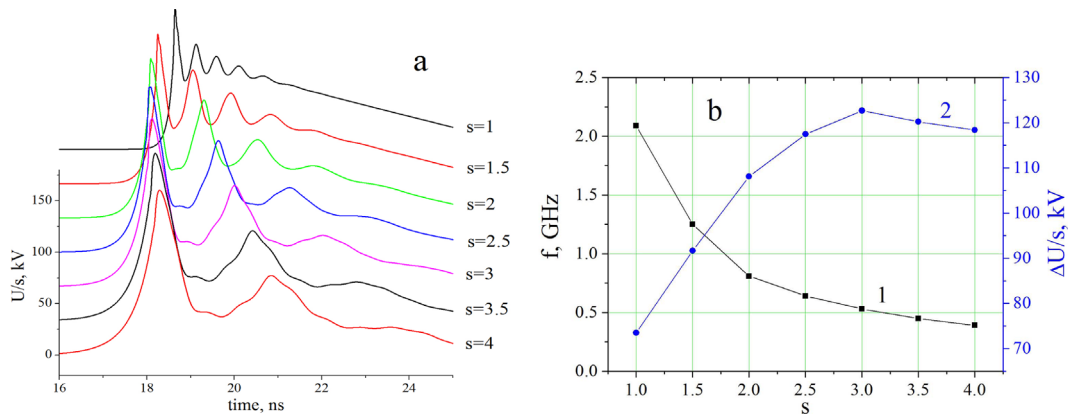 a
s=1
s=1.5
s=2
s=2.5
s=3
s=3.5
s=4
U/s, kV
150
100
50
0
16 18 20 22 24
time, ns
b
1
2
f, GHz
2.5
2.0
1.5
1.0
0.5
0.0
1.0 1.5 2.0 2.5 3.0 3.5 4.0
s
130
120
110
100
90
80
70
ΔU/s, kV